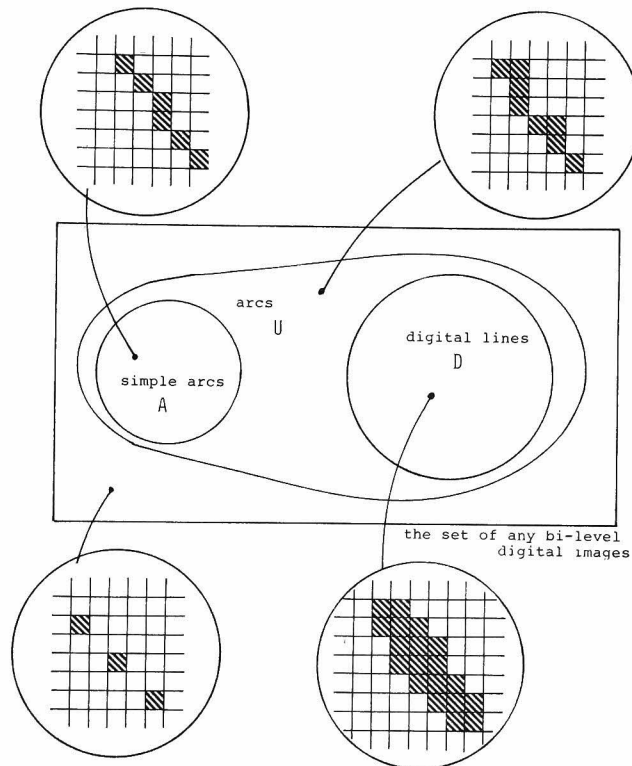 arcs
U
digital lines
D
simple arcs
A
the set of any bi-level
digital images